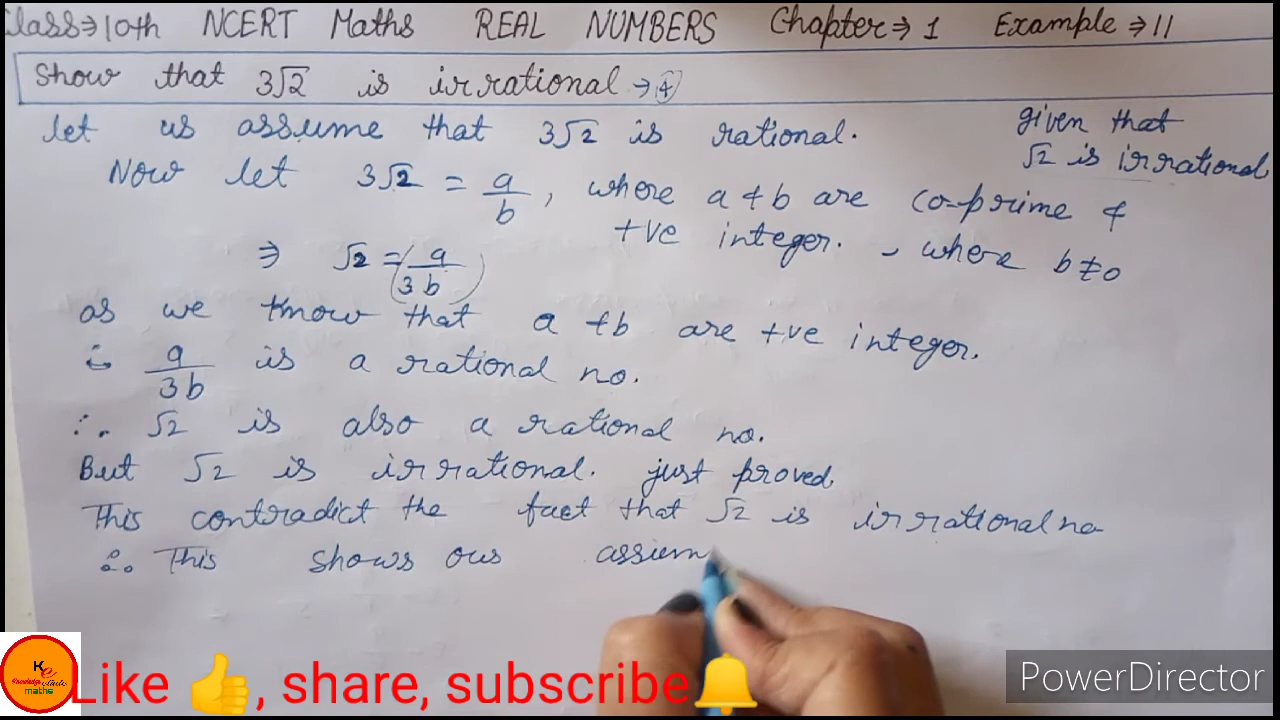 Class⇒10th NCERT Maths REAL NUMBERS Chapter⇒1 Example⇒11
Show that 3√2 is irrational →④
let us assume that 3√2 is rational.
given that
√2 is irrational
Now let 3√2 = a/b, where a & b are co-prime &
+ve integer. , where b≠0
⇒ √2 = (a/3b)
as we know that a & b are +ve integer.
∴ a/3b is a rational no.
∴ √2 is also a rational no.
But √2 is irrational. just proved.
This contradict the fact that √2 is irrational no
∴ This shows our assum
Like 👍, share, subscribe🔔
Ke
maths
PowerDirector